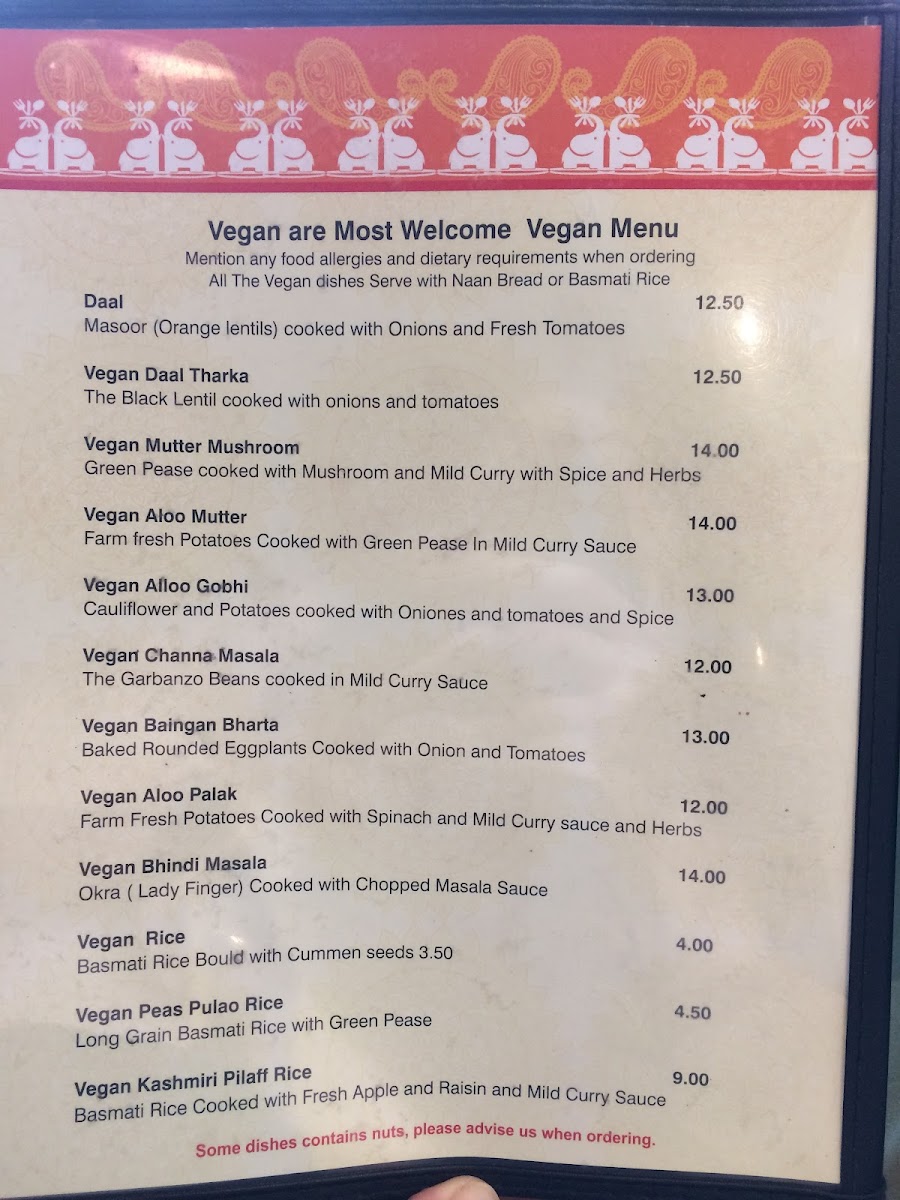 Vegan are Most Welcome  Vegan Menu
Mention any food allergies and dietary requirements when ordering
All The Vegan dishes Serve with Naan Bread or Basmati Rice
Daal 12.50
Masoor (Orange lentils) cooked with Onions and Fresh Tomatoes
Vegan Daal Tharka 12.50
The Black Lentil cooked with onions and tomatoes
Vegan Mutter Mushroom 14.00
Green Pease cooked with Mushroom and Mild Curry with Spice and Herbs
Vegan Aloo Mutter 14.00
Farm fresh Potatoes Cooked with Green Pease In Mild Curry Sauce
Vegan Alloo Gobhi 13.00
Cauliflower and Potatoes cooked with Oniones and tomatoes and Spice
Vegan Channa Masala 12.00
The Garbanzo Beans cooked in Mild Curry Sauce
Vegan Baingan Bharta 13.00
Baked Rounded Eggplants Cooked with Onion and Tomatoes
Vegan Aloo Palak 12.00
Farm Fresh Potatoes Cooked with Spinach and Mild Curry sauce and Herbs
Vegan Bhindi Masala 14.00
Okra ( Lady Finger) Cooked with Chopped Masala Sauce
Vegan  Rice 4.00
Basmati Rice Bould with Cummen seeds 3.50
Vegan Peas Pulao Rice 4.50
Long Grain Basmati Rice with Green Pease
Vegan Kashmiri Pilaff Rice 9.00
Basmati Rice Cooked with Fresh Apple and Raisin and Mild Curry Sauce
Some dishes contains nuts, please advise us when ordering.